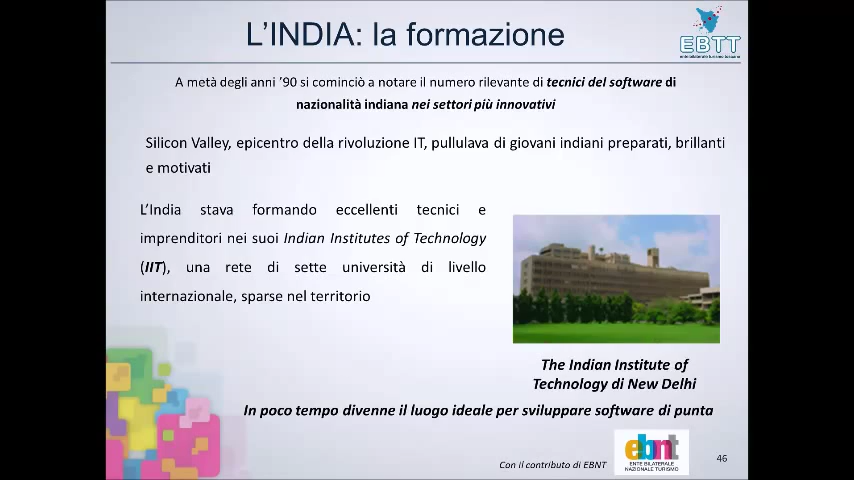 L'INDIA: la formazione
EBTT
ente bilaterale turismo toscano
A metà degli anni '90 si cominciò a notare il numero rilevante di tecnici del software di
nazionalità indiana nei settori più innovativi
Silicon Valley, epicentro della rivoluzione IT, pullulava di giovani indiani preparati, brillanti
e motivati
L'India stava formando eccellenti tecnici e
imprenditori nei suoi Indian Institutes of Technology
(IIT), una rete di sette università di livello
internazionale, sparse nel territorio
The Indian Institute of
Technology di New Delhi
In poco tempo divenne il luogo ideale per sviluppare software di punta
Con il contributo di EBNT
ebnt
ENTE BILATERALE
NAZIONALE TURISMO
46